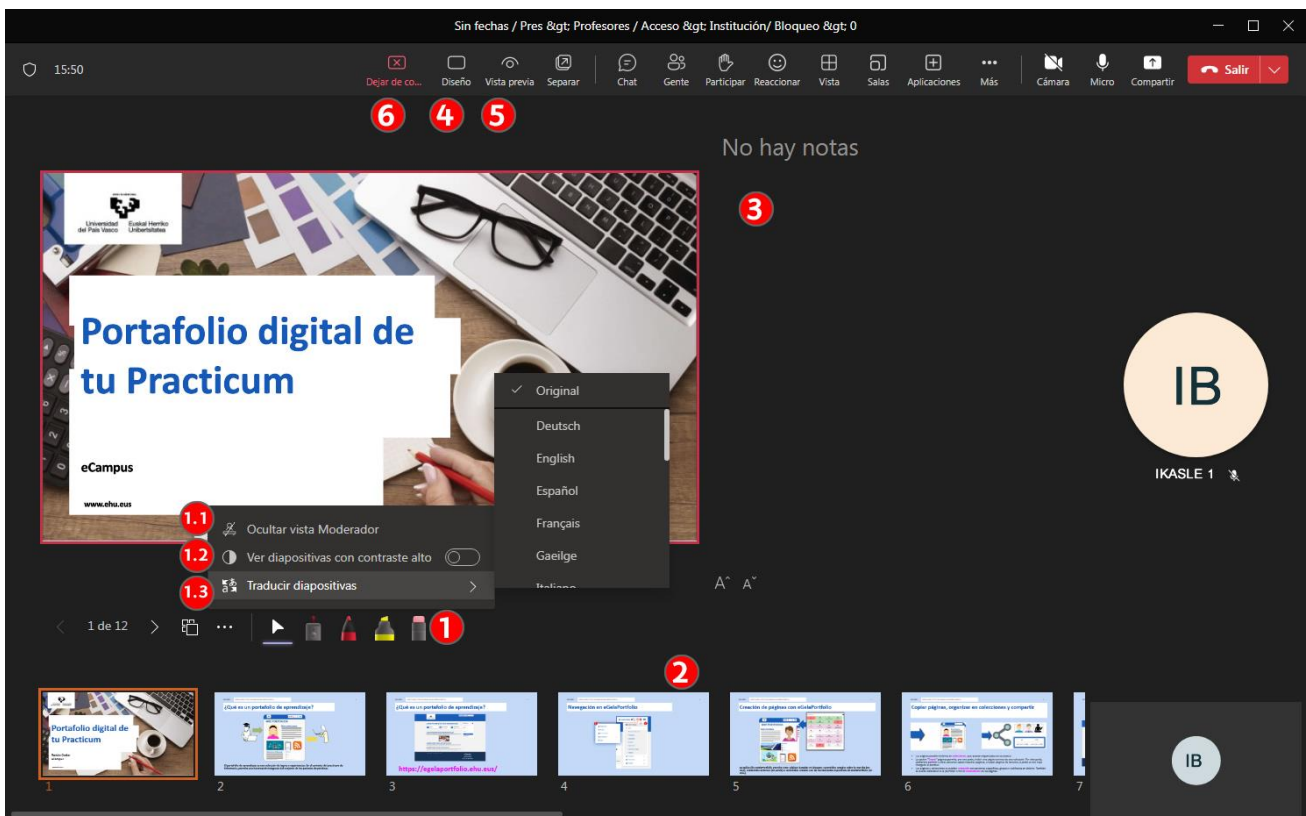 Sin fechas / Pres &gt; Profesores / Acceso &gt; Institución/ Bloqueo &gt; 0
15:50
Dejar de co...
Diseño
Vista previa
Separar
Chat
Gente
Participar
Reaccionar
Vista
Salas
Aplicaciones
Más
Cámara
Micro
Compartir
Salir
6
4
5
No hay notas
3
Universidad del País Vasco
Euskal Herriko Unibertsitatea
Portafolio digital de
tu Practicum
eCampus
www.ehu.eus
Original
Deutsch
English
Español
Français
Gaeilge
Italiano
1.1
Ocultar vista Moderador
1.2
Ver diapositivas con contraste alto
1.3
Traducir diapositivas
IB
IKASLE 1
1 de 12
1
2
Portafolio digital de
tu Practicum
1
¿Qué es un portafolio de aprendizaje?
2
¿Qué es un portafolio de aprendizaje?
https://egelaportfolio.ehu.eus/
3
Navegación en eGelaPortfolio
4
Creación de páginas con eGelaPortfolio
5
Copiar páginas, organizar en colecciones y compartir
6
7
IB